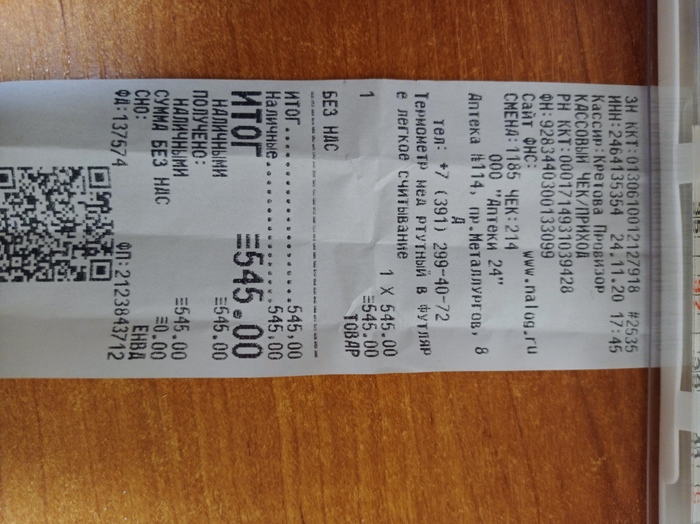 ЗН ККТ:0130610012127918 #2535
ИНН:2464135354 24.11.20 17:45
Кассир:Кретова Провизор
КАССОВЫЙ ЧЕК/ПРИХОД
РН ККТ:0001714931039428
ФН:9283440300133099
Сайт ФНС: www.nalog.ru
СМЕНА:1185 ЧЕК:214
ООО "Аптеки 24"
Аптека №114, пр.Металлургов, 8
Д
тел: +7 (391) 299-40-72
Термометр мед ртутный в футляр
е легкое считывание
1 X 545.00
1 ≡545.00
ТОВАР
БЕЗ НДС
ИТОГ 545,00
Наличные 545,00
ИТОГ ≡545.00
НАЛИЧНЫМИ ≡545.00
ПОЛУЧЕНО:
НАЛИЧНЫМИ ≡545.00
СУММА БЕЗ НДС ≡0.00
СНО: ЕНВД
ФД:137574 ФП:2123843712